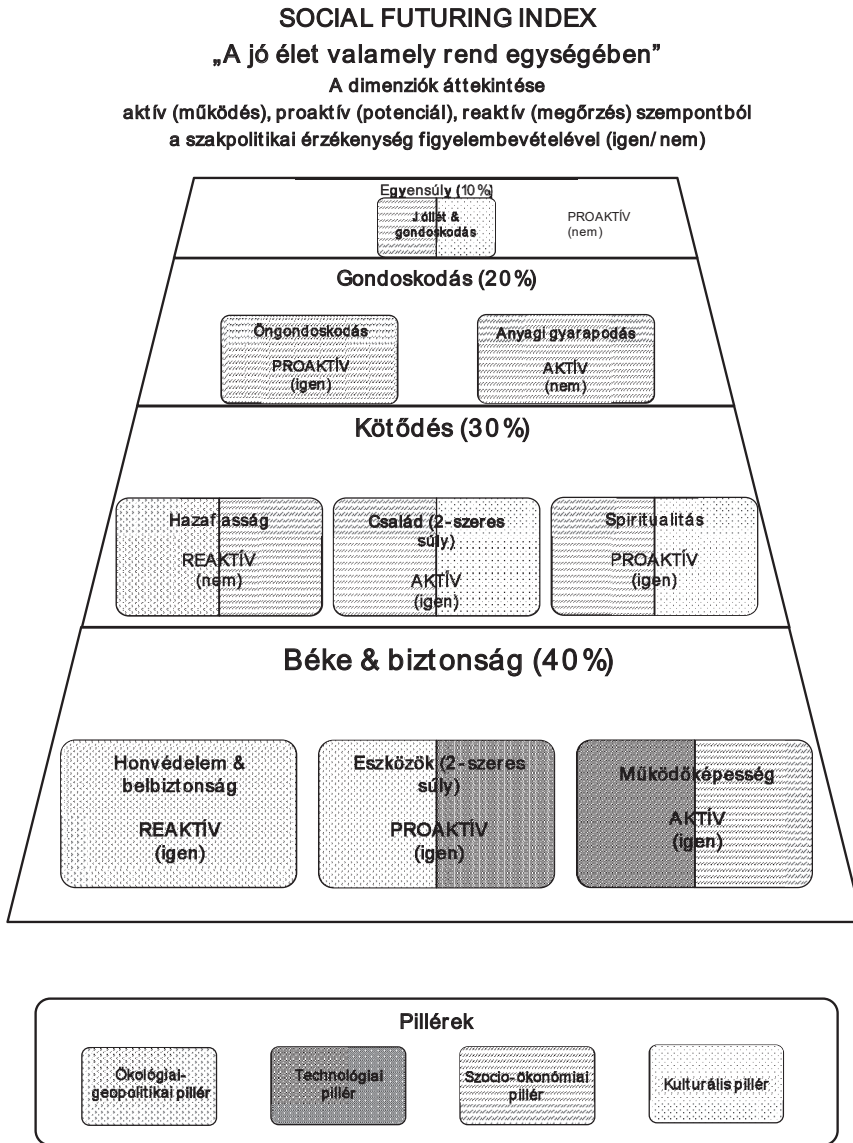 SOCIAL FUTURING INDEX
„A jó élet valamely rend egységében”
A dimenziók áttekintése
aktív (működés), proaktív (potenciál), reaktív (megőrzés) szempontból
a szakpolitikai érzékenység figyelembevételével (igen/ nem)
Egyensúly (10%)
Jóllét &
gondoskodás
PROAKTÍV
(nem)
Gondoskodás (20%)
Öngondoskodás
PROAKTÍV
(igen)
Anyagi gyarapodás
AKTÍV
(nem)
Kötődés (30%)
Hazafiasság
REAKTÍV
(nem)
Család (2-szeres
súly)
AKTÍV
(igen)
Spiritualitás
PROAKTÍV
(igen)
Béke & biztonság (40%)
Honvédelem &
belbiztonság
REAKTÍV
(igen)
Eszközök (2-szeres
súly)
PROAKTÍV
(igen)
Működőképesség
AKTÍV
(igen)
Pillérek
Ökológiai-
geopolitikai pillér
Technológiai
pillér
Szocio-ökonómiai
pillér
Kulturális pillér